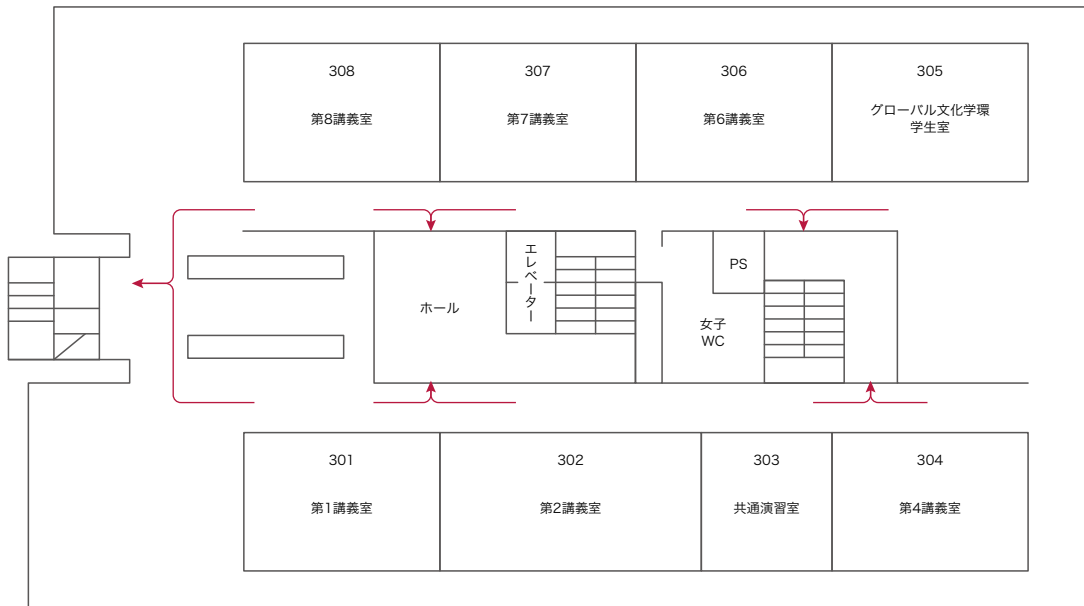 308
第8講義室
307
第7講義室
306
第6講義室
305
グローバル文化学環
学生室
エレベーター
PS
ホール
女子
WC
301
第1講義室
302
第2講義室
303
共通演習室
304
第4講義室